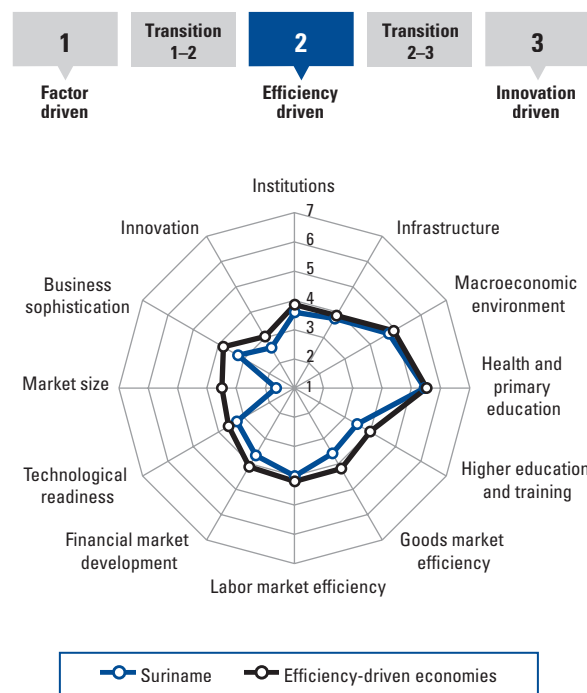 1
Transition
1–2
2
Transition
2–3
3
Factor
driven
Efficiency
driven
Innovation
driven
Institutions
7
6
5
4
3
2
1
Infrastructure
Macroeconomic
environment
Health and
primary
education
Higher education
and training
Goods market
efficiency
Labor market efficiency
Financial market
development
Technological
readiness
Market size
Business
sophistication
Innovation
Suriname
Efficiency-driven economies